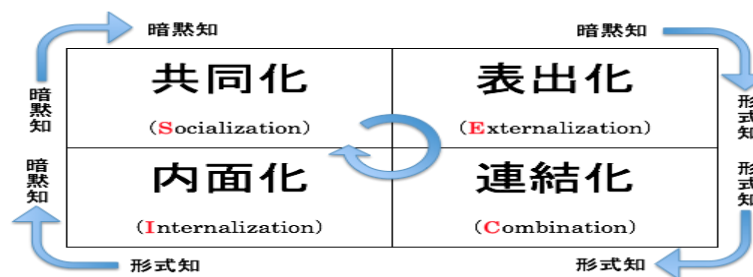 暗黙知
暗黙知
暗黙知
共同化
(Socialization)
表出化
(Externalization)
形式知
暗黙知
内面化
(Internalization)
連結化
(Combination)
形式知
形式知
形式知